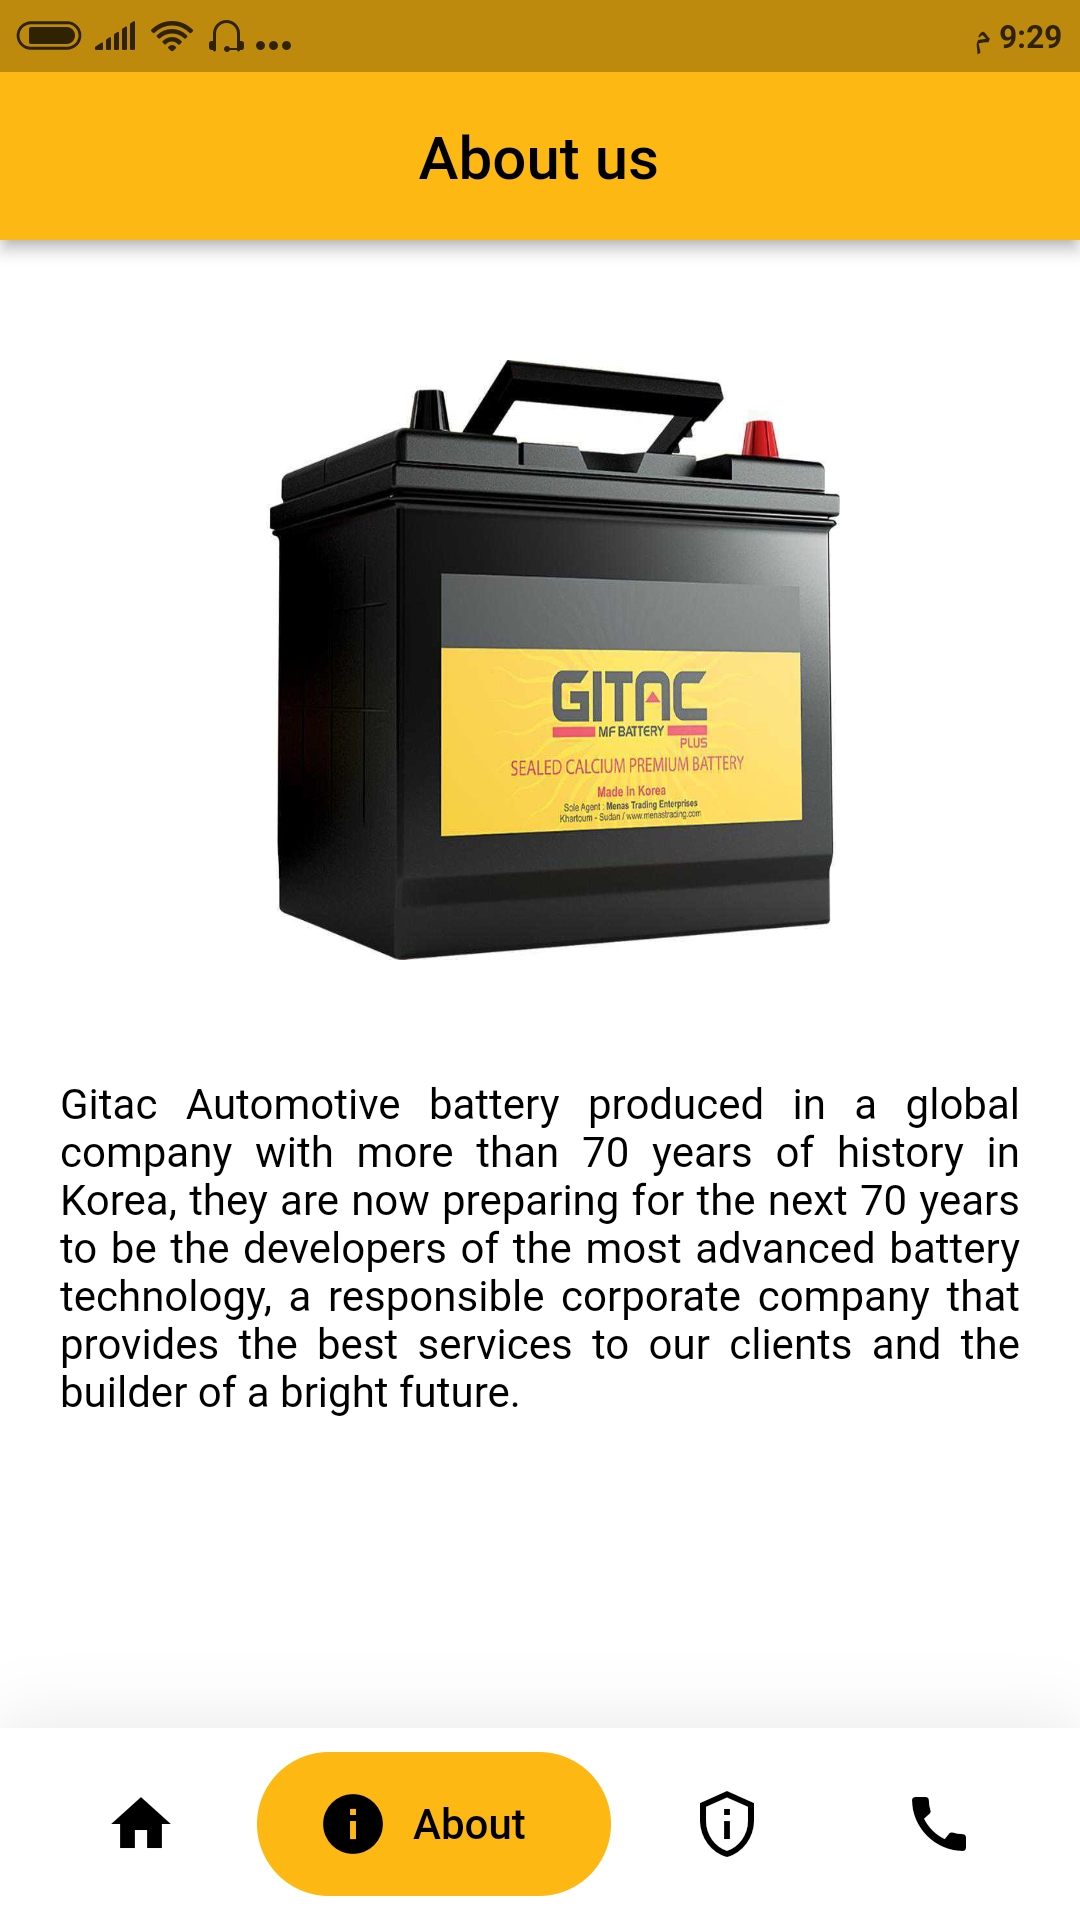 9:29 م
About us
GITAC
MF BATTERY
PLUS
SEALED CALCIUM PREMIUM BATTERY
Made In Korea
Sole Agent : Menas Trading Enterprises
Khartoum - Sudan / www.menastrading.com
Gitac Automotive battery produced in a global
company with more than 70 years of history in
Korea, they are now preparing for the next 70 years
to be the developers of the most advanced battery
technology, a responsible corporate company that
provides the best services to our clients and the
builder of a bright future.
About